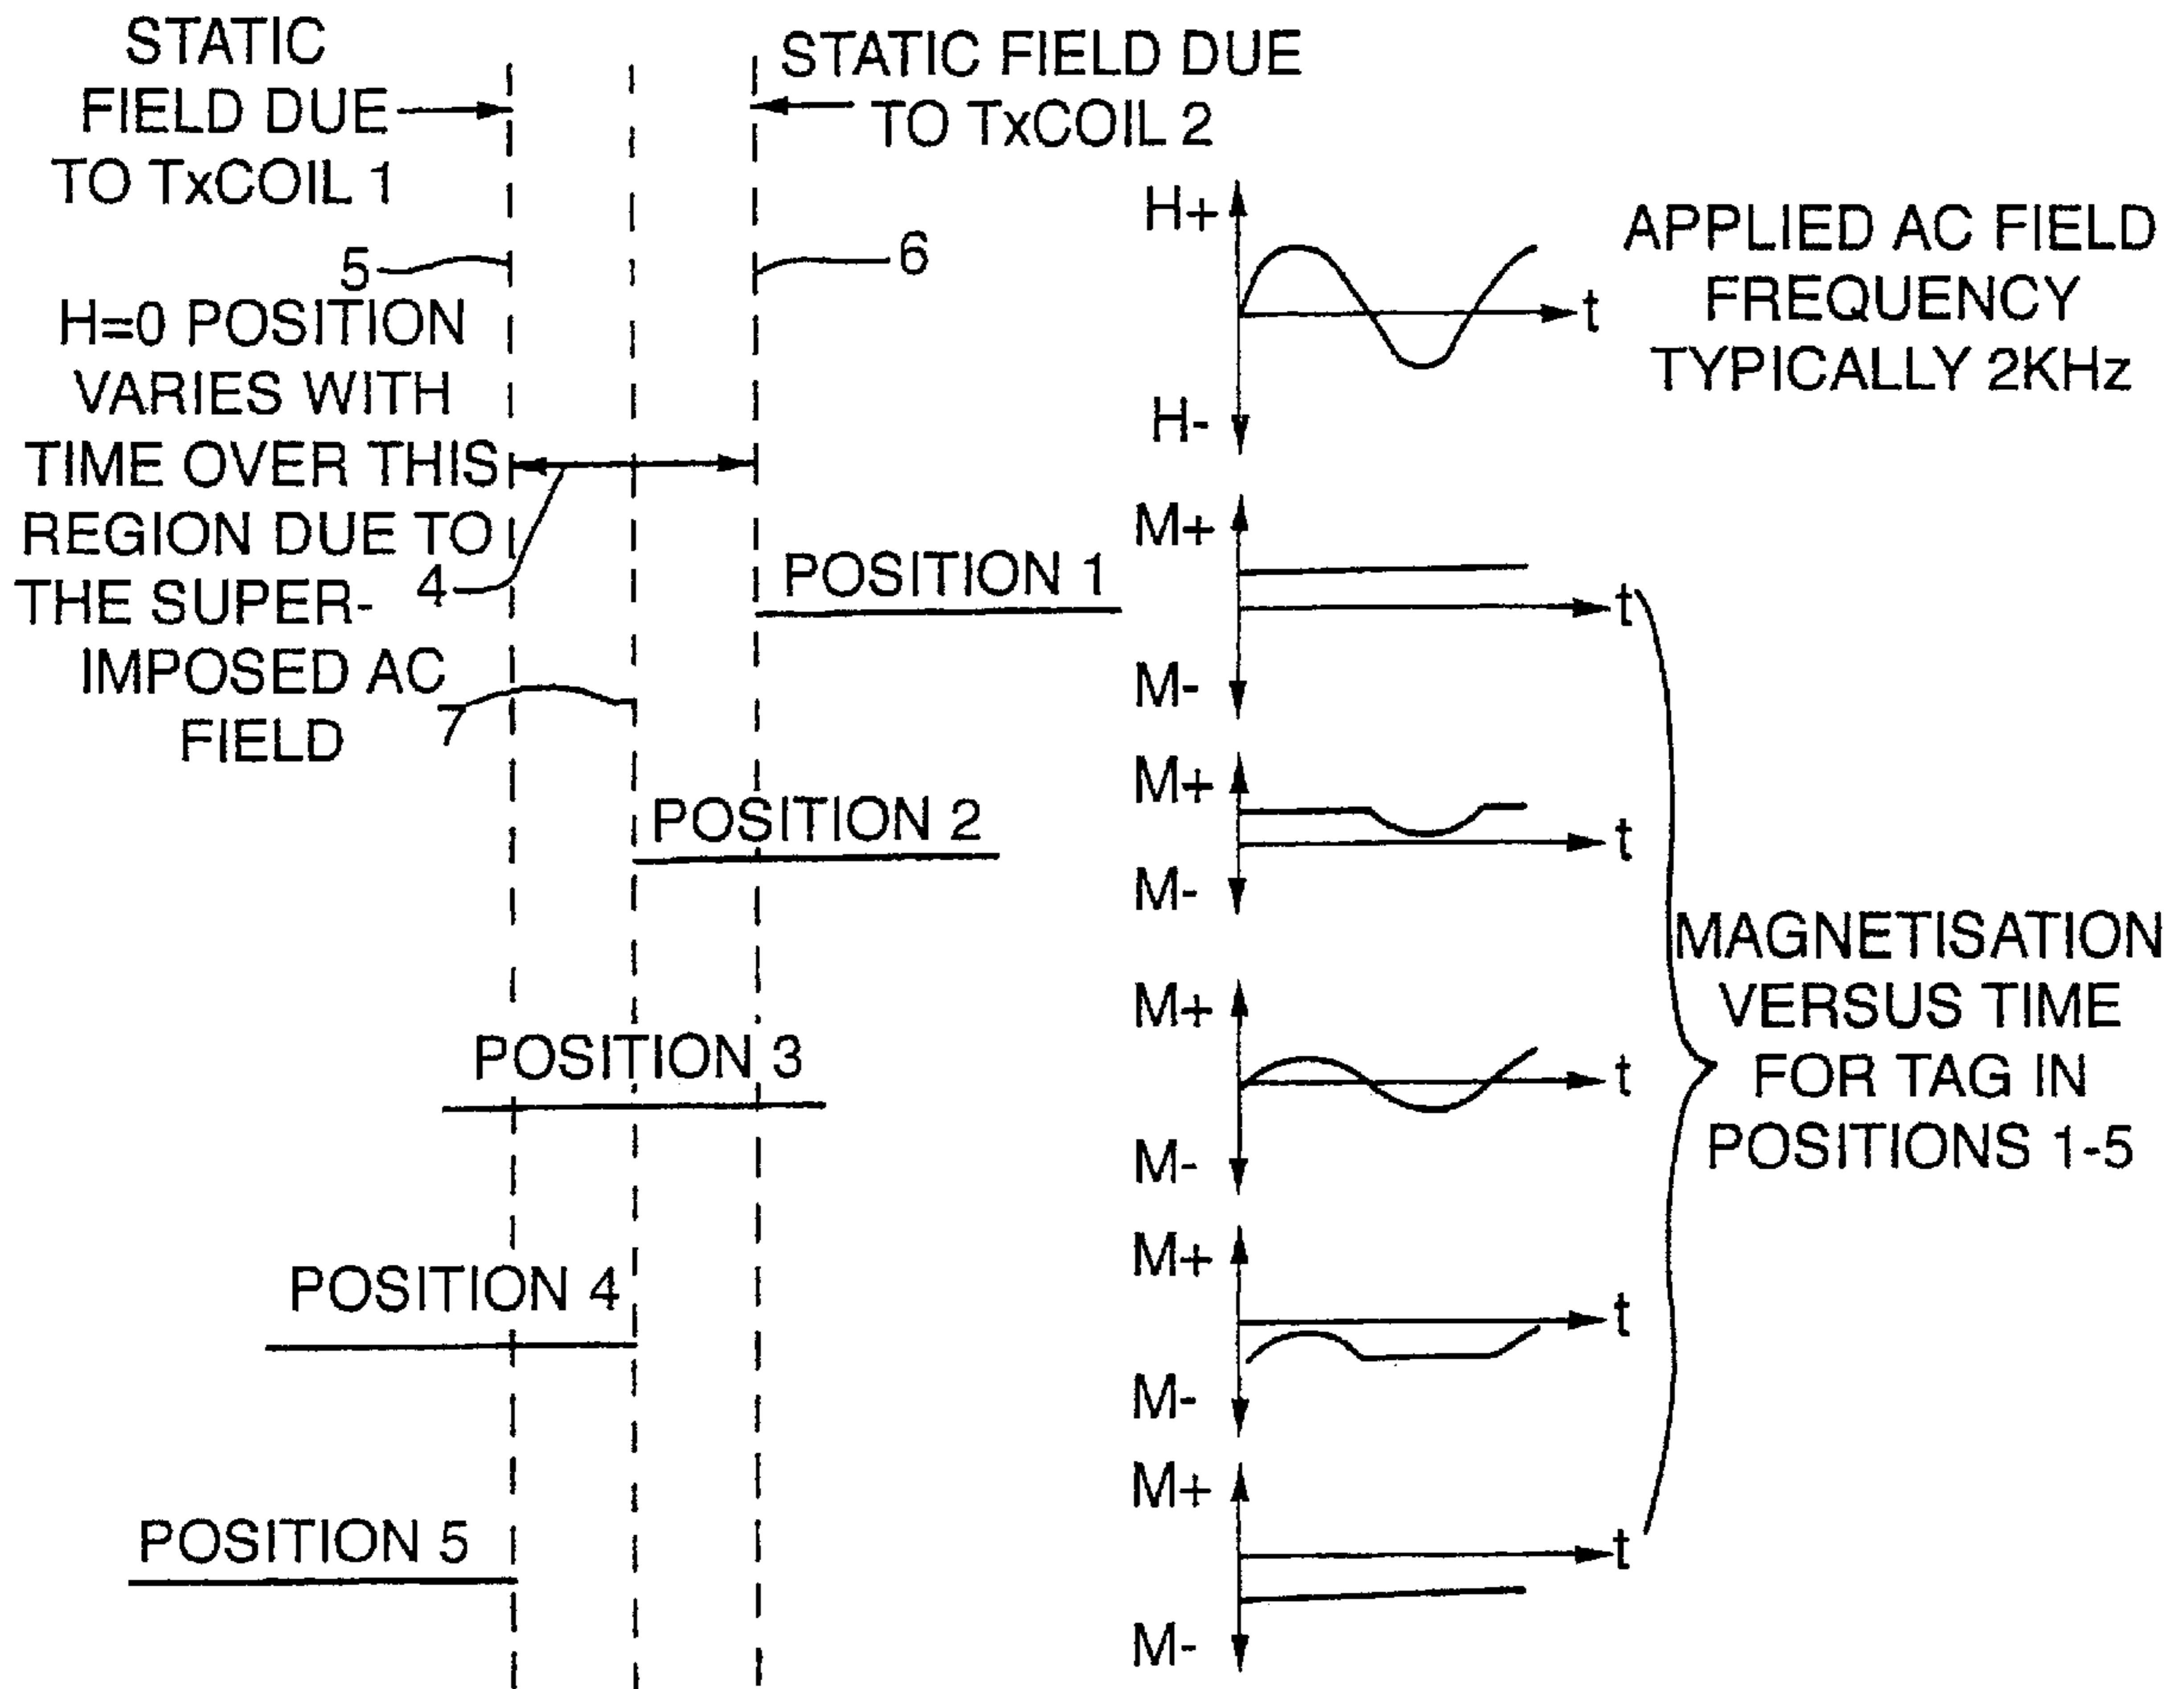 STATIC
FIELD DUE
TO TxCOIL 1
STATIC FIELD DUE
TO TxCOIL 2
5
6
H=0 POSITION
VARIES WITH
TIME OVER THIS
REGION DUE TO
THE SUPER-
IMPOSED AC
FIELD
4
7
H+
H-
t
APPLIED AC FIELD
FREQUENCY
TYPICALLY 2KHz
POSITION 1
M+
M-
t
POSITION 2
M+
M-
t
POSITION 3
M+
M-
t
POSITION 4
M+
M-
t
POSITION 5
M+
M-
t
MAGNETISATION
VERSUS TIME
FOR TAG IN
POSITIONS 1-5